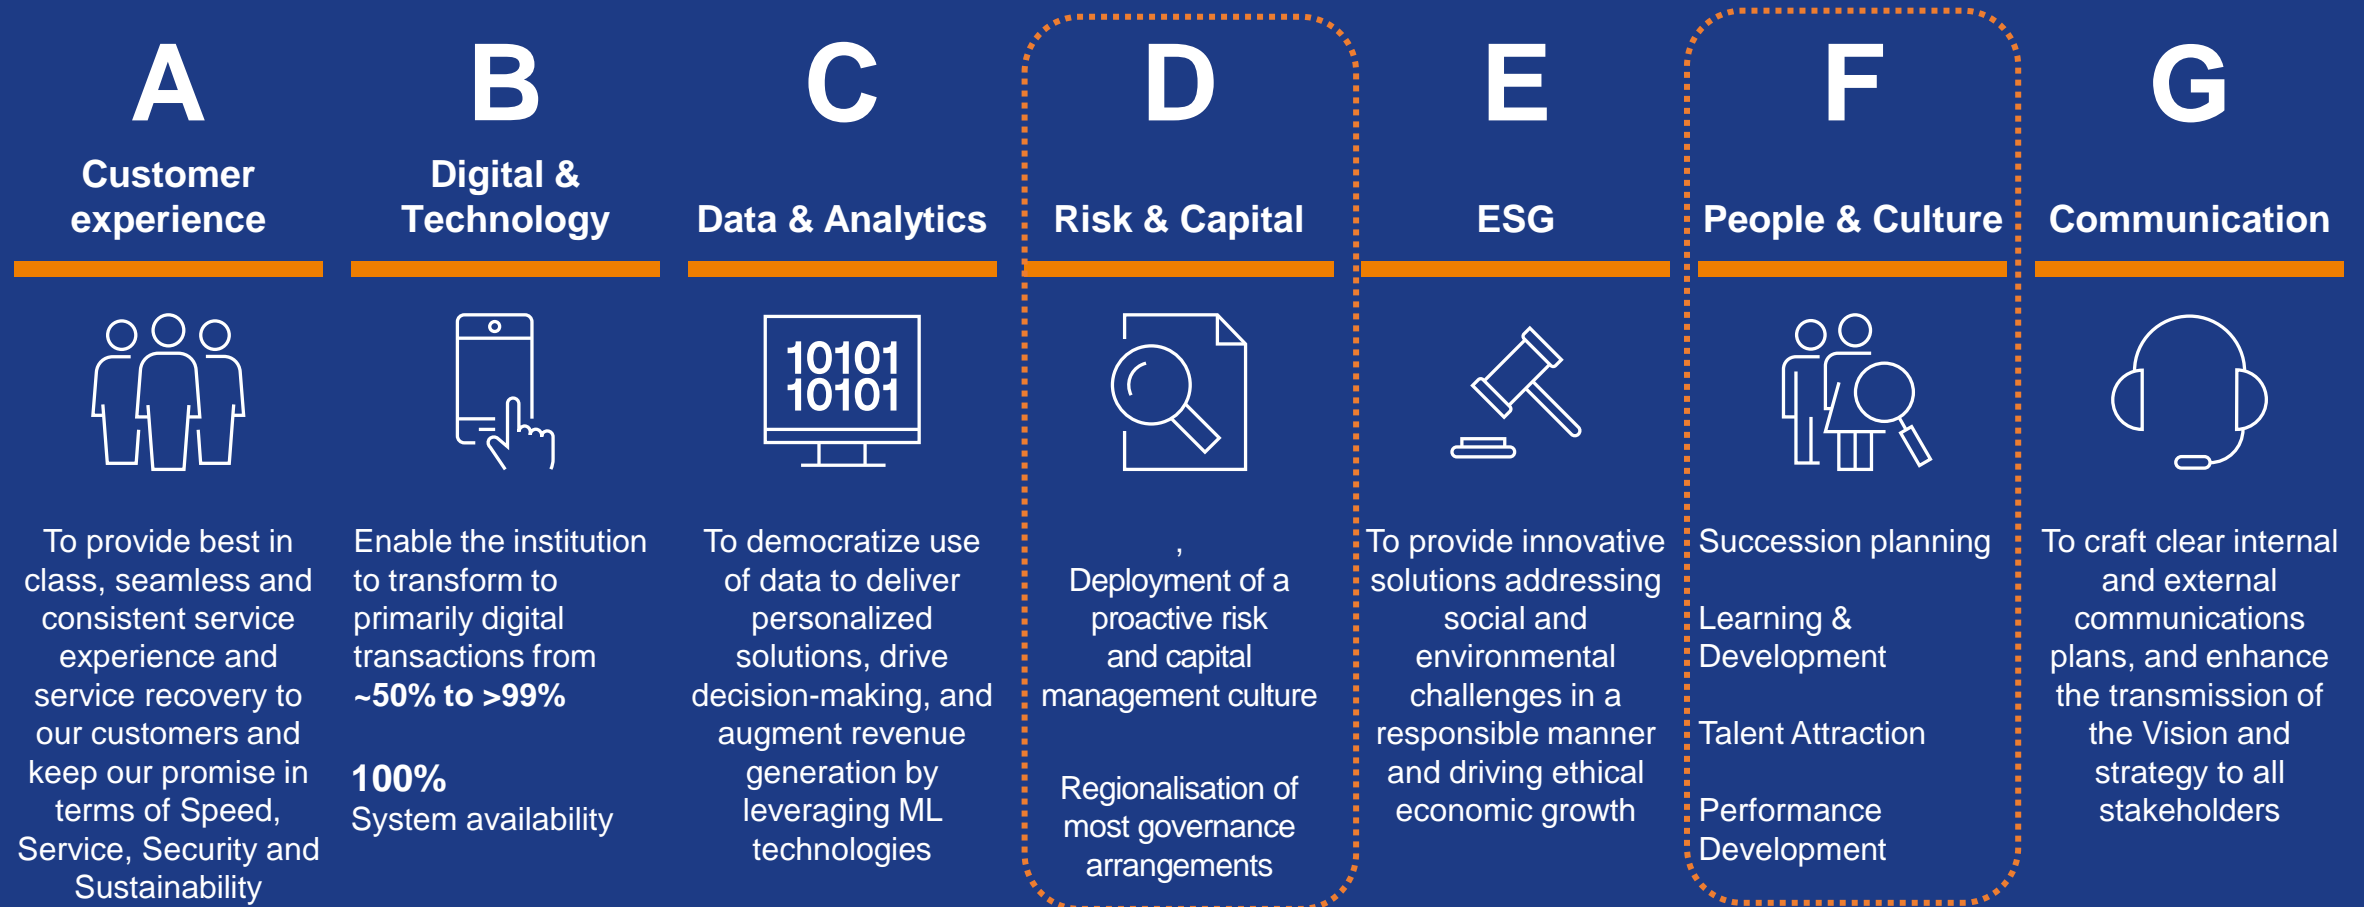 A
Customer
experience
To provide best in
class, seamless and
consistent service
experience and
service recovery to
our customers and
keep our promise in
terms of Speed,
Service, Security and
Sustainability
B
Digital &
Technology
Enable the institution
to transform to
primarily digital
transactions from
~50% to >99%
100%
System availability
C
Data & Analytics
10101
10101
To democratize use
of data to deliver
personalized
solutions, drive
decision-making, and
augment revenue
generation by
leveraging ML
technologies
D
Risk & Capital
,
Deployment of a
proactive risk
and capital
management culture
Regionalisation of
most governance
arrangements
E
ESG
To provide innovative
solutions addressing
social and
environmental
challenges in a
responsible manner
and driving ethical
economic growth
F
People & Culture
Succession planning
Learning &
Development
Talent Attraction
Performance
Development
G
Communication
To craft clear internal
and external
communications
plans, and enhance
the transmission of
the Vision and
strategy to all
stakeholders